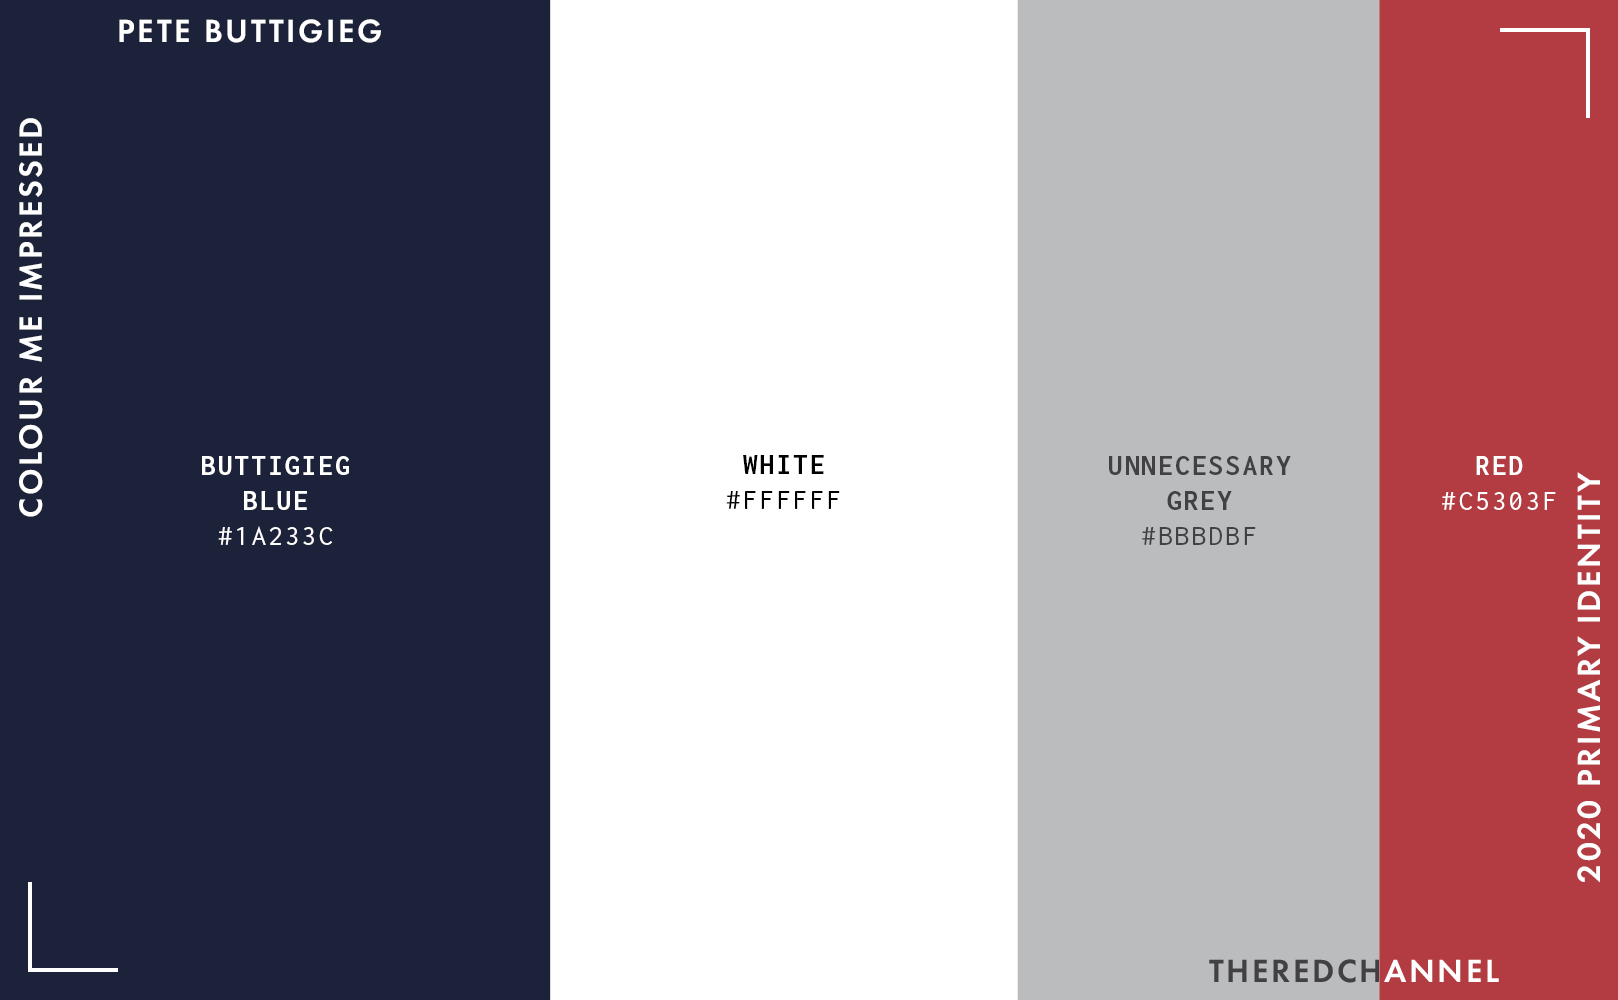 PETE BUTTIGIEG
COLOUR ME IMPRESSED
BUTTIGIEG
BLUE
#1A233C
WHITE
#FFFFFF
UNNECESSARY
GREY
#BBBDBF
RED
#C5303F
2020 PRIMARY IDENTITY
THEREDCHANNEL